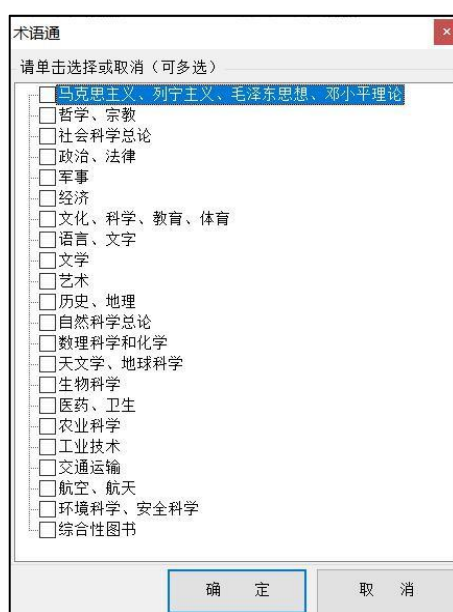 术语通
请单击选择或取消（可多选）
马克思主义、列宁主义、毛泽东思想、邓小平理论
哲学、宗教
社会科学总论
政治、法律
军事
经济
文化、科学、教育、体育
语言、文字
文学
艺术
历史、地理
自然科学总论
数理科学和化学
天文学、地球科学
生物科学
医药、卫生
农业科学
工业技术
交通运输
航空、航天
环境科学、安全科学
综合性图书
确 定 取 消